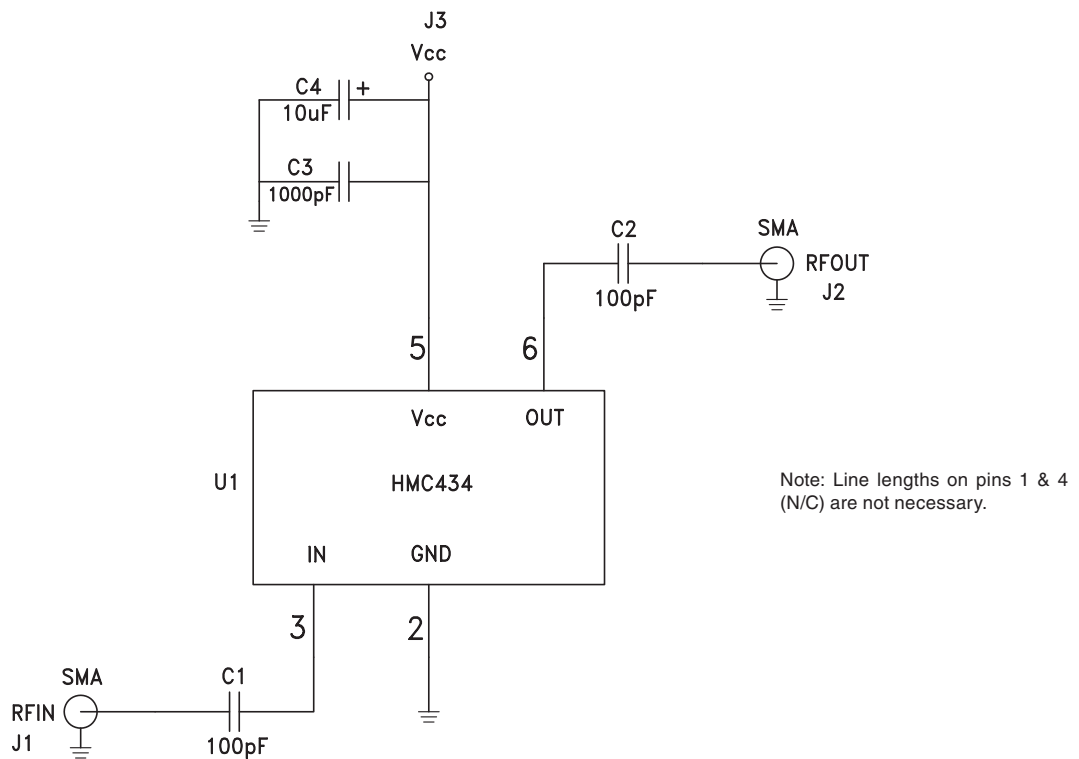 J3
Vcc
C4
+
10uF
C3
1000pF
C2
100pF
SMA
RFOUT
J2
5
6
Vcc
OUT
U1
HMC434
Note: Line lengths on pins 1 & 4
(N/C) are not necessary.
IN
GND
3
2
SMA
RFIN
J1
C1
100pF